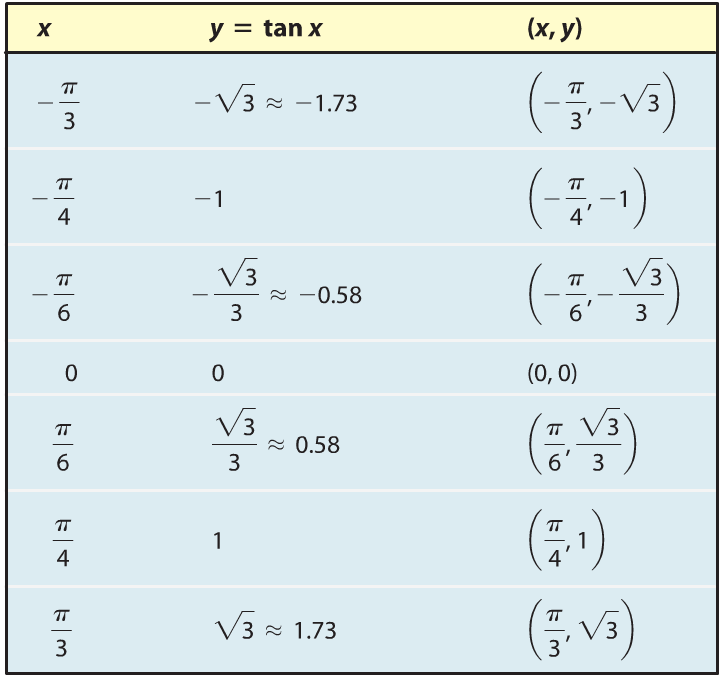 x y = tan x (x, y)
−π/3 −√3 ≈ −1.73 (−π/3, −√3)
−π/4 −1 (−π/4, −1)
−π/6 −√3/3 ≈ −0.58 (−π/6, −√3/3)
0 0 (0, 0)
π/6 √3/3 ≈ 0.58 (π/6, √3/3)
π/4 1 (π/4, 1)
π/3 √3 ≈ 1.73 (π/3, √3)